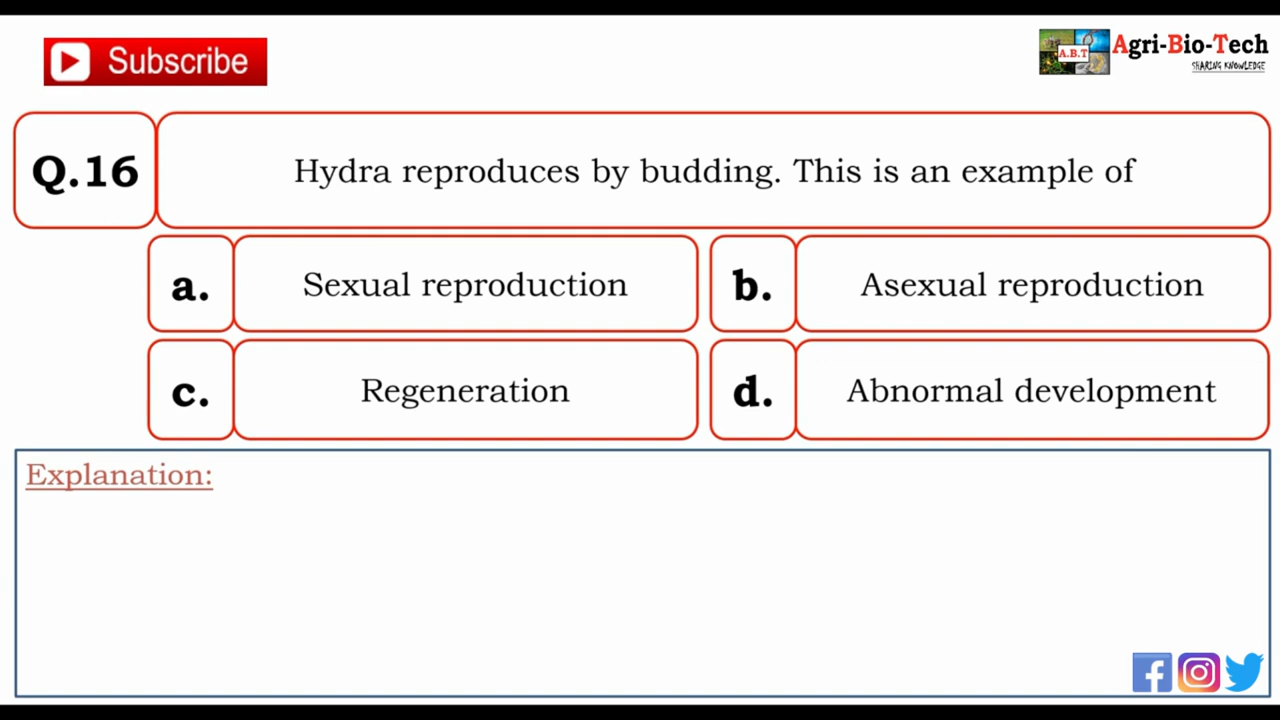 Subscribe
A.B.T
Agri-Bio-Tech
SHARING KNOWLEDGE
Q.16
Hydra reproduces by budding. This is an example of
a.
Sexual reproduction
b.
Asexual reproduction
c.
Regeneration
d.
Abnormal development
Explanation: